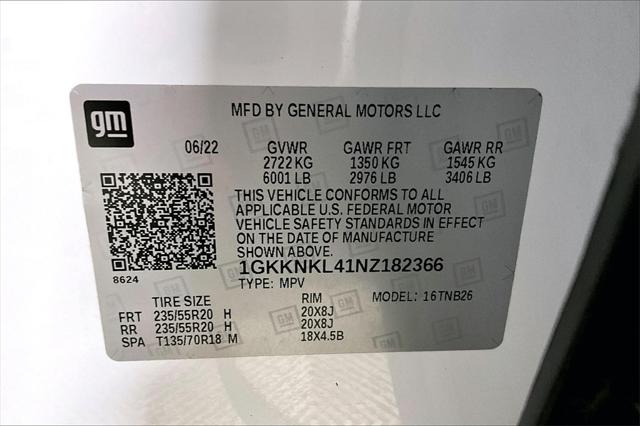 gm
MFD BY GENERAL MOTORS LLC
06/22 GVWR GAWR FRT GAWR RR
2722 KG 1350 KG 1545 KG
6001 LB 2976 LB 3406 LB
THIS VEHICLE CONFORMS TO ALL
APPLICABLE U.S. FEDERAL MOTOR
VEHICLE SAFETY STANDARDS IN EFFECT
ON THE DATE OF MANUFACTURE
SHOWN ABOVE.
1GKKNKL41NZ182366
8624
TYPE: MPV
TIRE SIZE RIM MODEL: 16TNB26
FRT 235/55R20 H 20X8J
RR 235/55R20 H 20X8J
SPA T135/70R18 M 18X4.5B